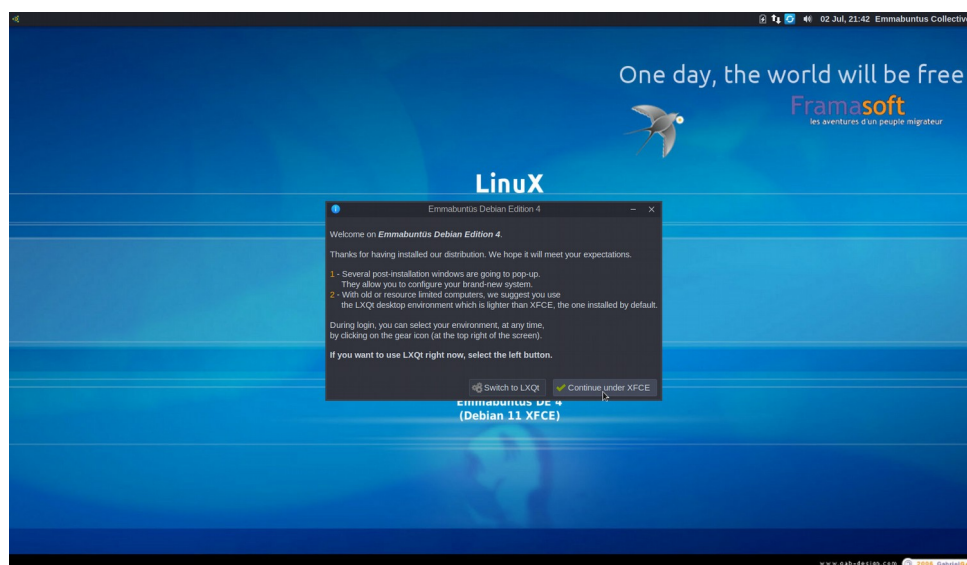 02 Jul, 21:42 Emmabuntus Collective
One day, the world will be free
Framasoft
les aventures d'un peuple migrateur
LinuX
Emmabuntüs Debian Edition 4
Welcome on Emmabuntüs Debian Edition 4.
Thanks for having installed our distribution. We hope it will meet your expectations.
1 - Several post-installation windows are going to pop-up.
They allow you to configure your brand-new system.
2 - With old or resource limited computers, we suggest you use
the LXQt desktop environment which is lighter than XFCE, the one installed by default.
During login, you can select your environment, at any time,
by clicking on the gear icon (at the top right of the screen).
If you want to use LXQt right now, select the left button.
Switch to LXQt
Continue under XFCE
Emmabuntüs DE 4
(Debian 11 XFCE)
www.gab-design.com